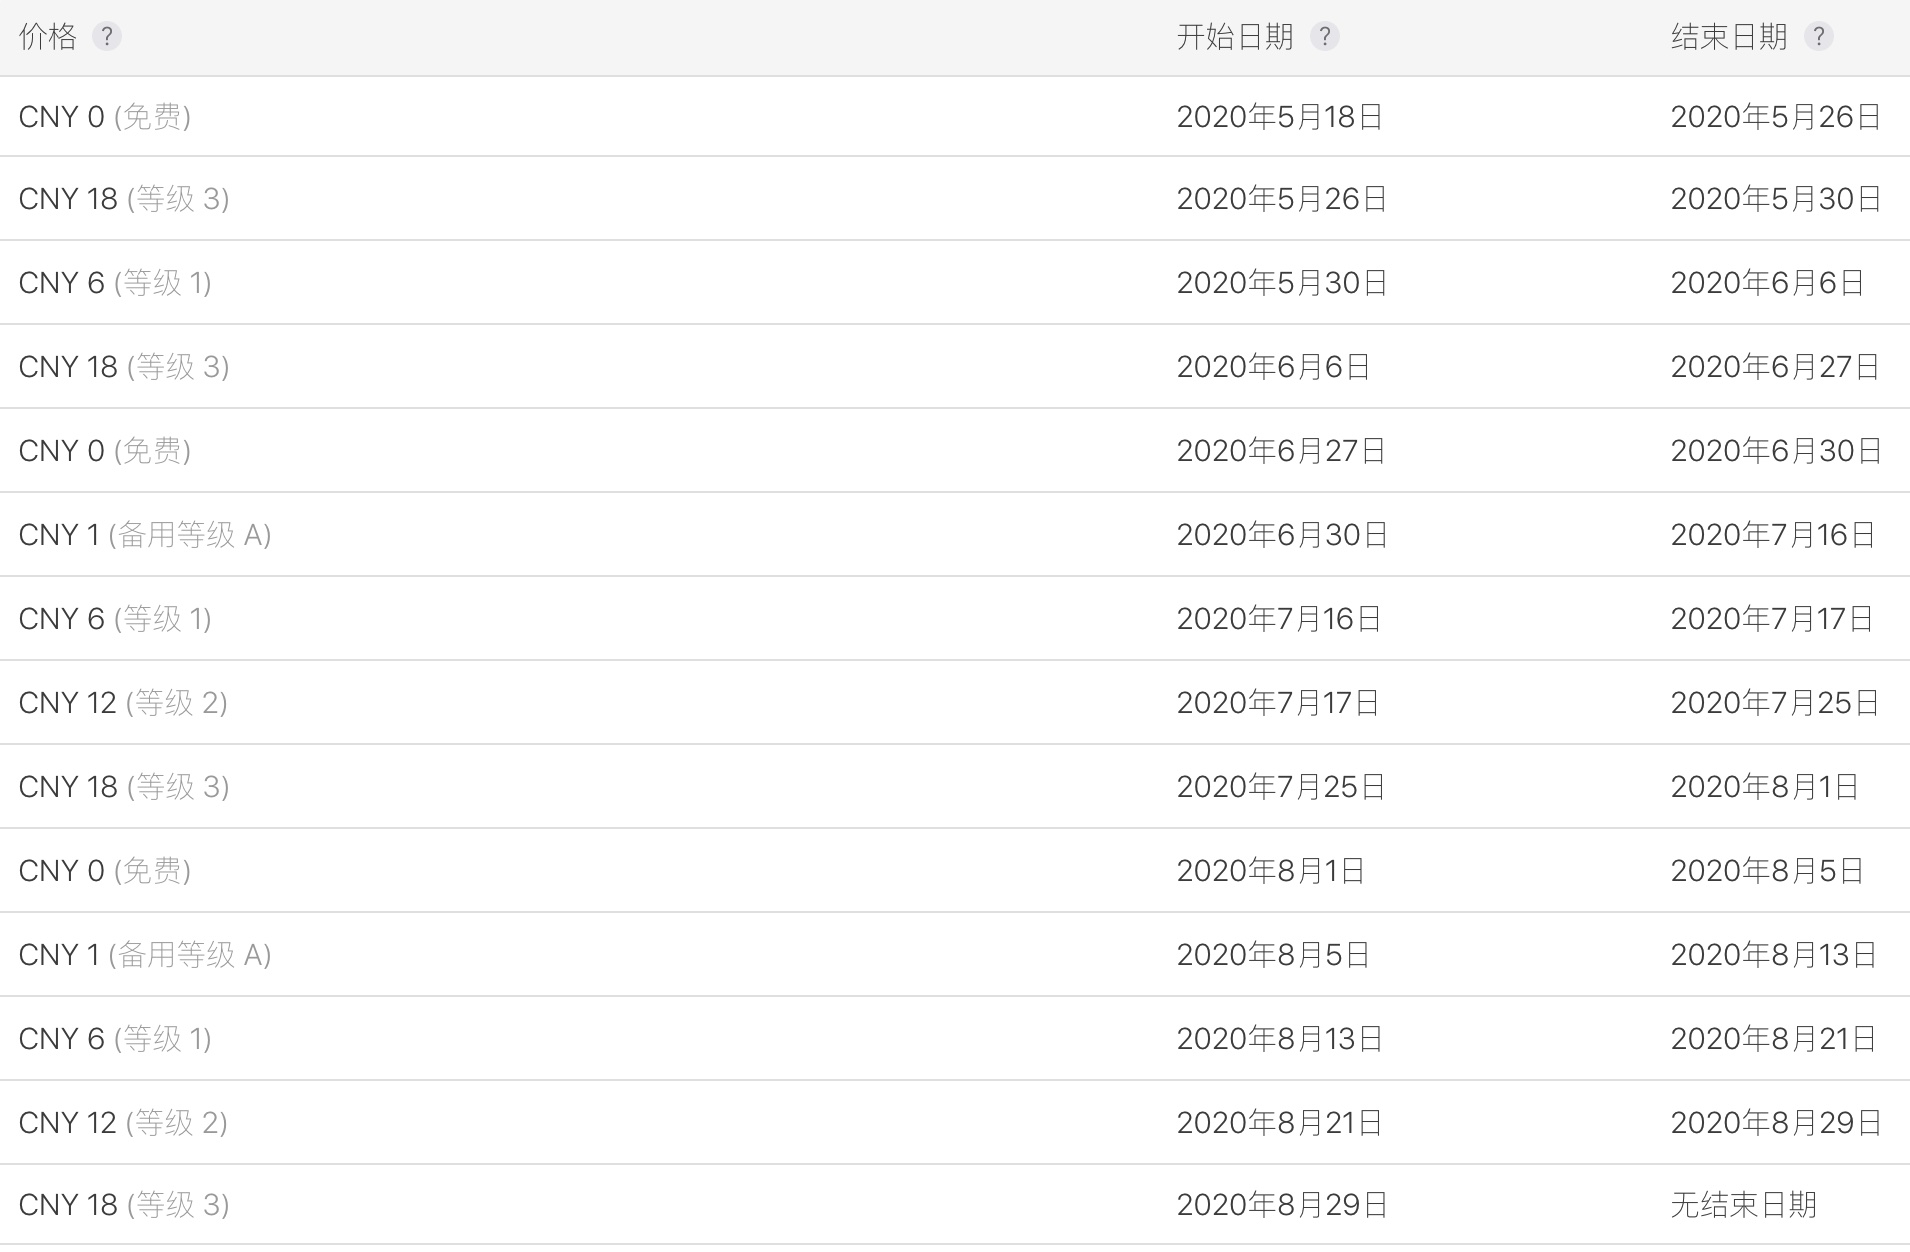 价格 ? 开始日期 ? 结束日期 ?
CNY 0 (免费) 2020年5月18日 2020年5月26日
CNY 18 (等级 3) 2020年5月26日 2020年5月30日
CNY 6 (等级 1) 2020年5月30日 2020年6月6日
CNY 18 (等级 3) 2020年6月6日 2020年6月27日
CNY 0 (免费) 2020年6月27日 2020年6月30日
CNY 1 (备用等级 A) 2020年6月30日 2020年7月16日
CNY 6 (等级 1) 2020年7月16日 2020年7月17日
CNY 12 (等级 2) 2020年7月17日 2020年7月25日
CNY 18 (等级 3) 2020年7月25日 2020年8月1日
CNY 0 (免费) 2020年8月1日 2020年8月5日
CNY 1 (备用等级 A) 2020年8月5日 2020年8月13日
CNY 6 (等级 1) 2020年8月13日 2020年8月21日
CNY 12 (等级 2) 2020年8月21日 2020年8月29日
CNY 18 (等级 3) 2020年8月29日 无结束日期